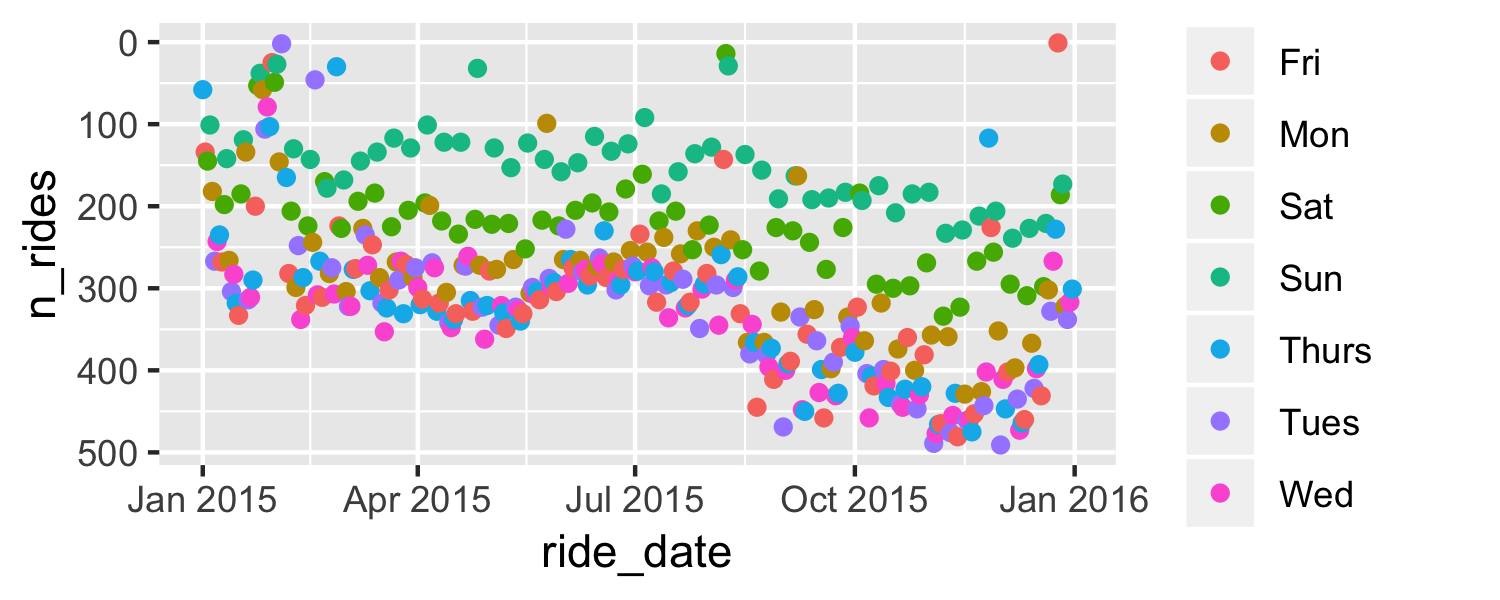 0
100
200
300
400
500
n_rides
Jan 2015 Apr 2015 Jul 2015 Oct 2015 Jan 2016
ride_date
Fri
Mon
Sat
Sun
Thurs
Tues
Wed